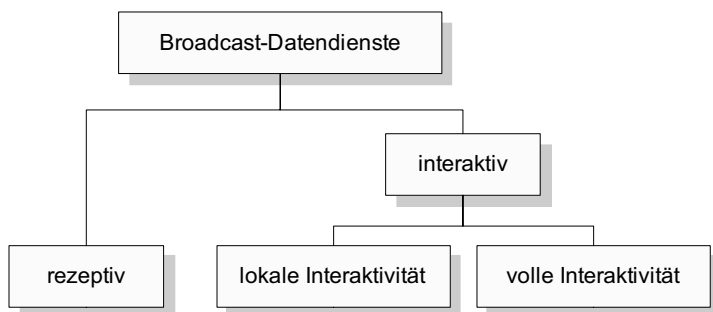 Broadcast-Datendienste
interaktiv
rezeptiv
lokale Interaktivität
volle Interaktivität